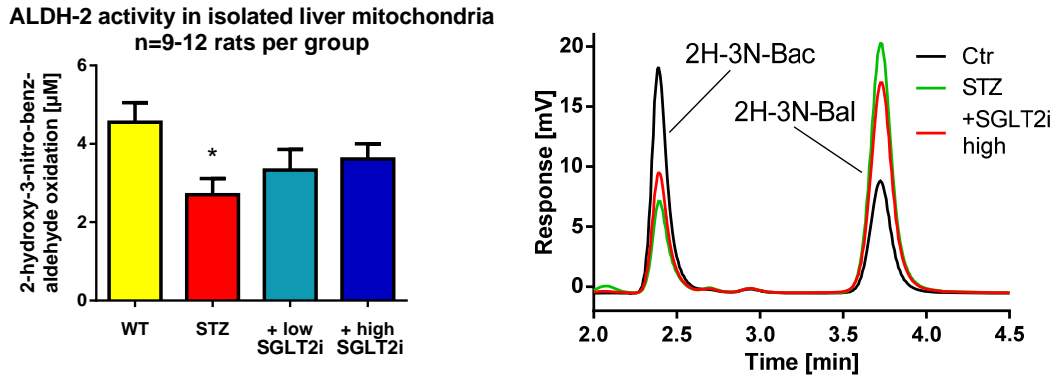 ALDH-2 activity in isolated liver mitochondria
n=9-12 rats per group
2-hydroxy-3-nitro-benz-
aldehyde oxidation [µM]
6
4
2
0
*
WT
STZ
+ low
SGLT2i
+ high
SGLT2i
Response [mV]
20
15
10
5
0
2H-3N-Bac
2H-3N-Bal
Ctr
STZ
+SGLT2i
high
2.0 2.5 3.0 3.5 4.0 4.5
Time [min]